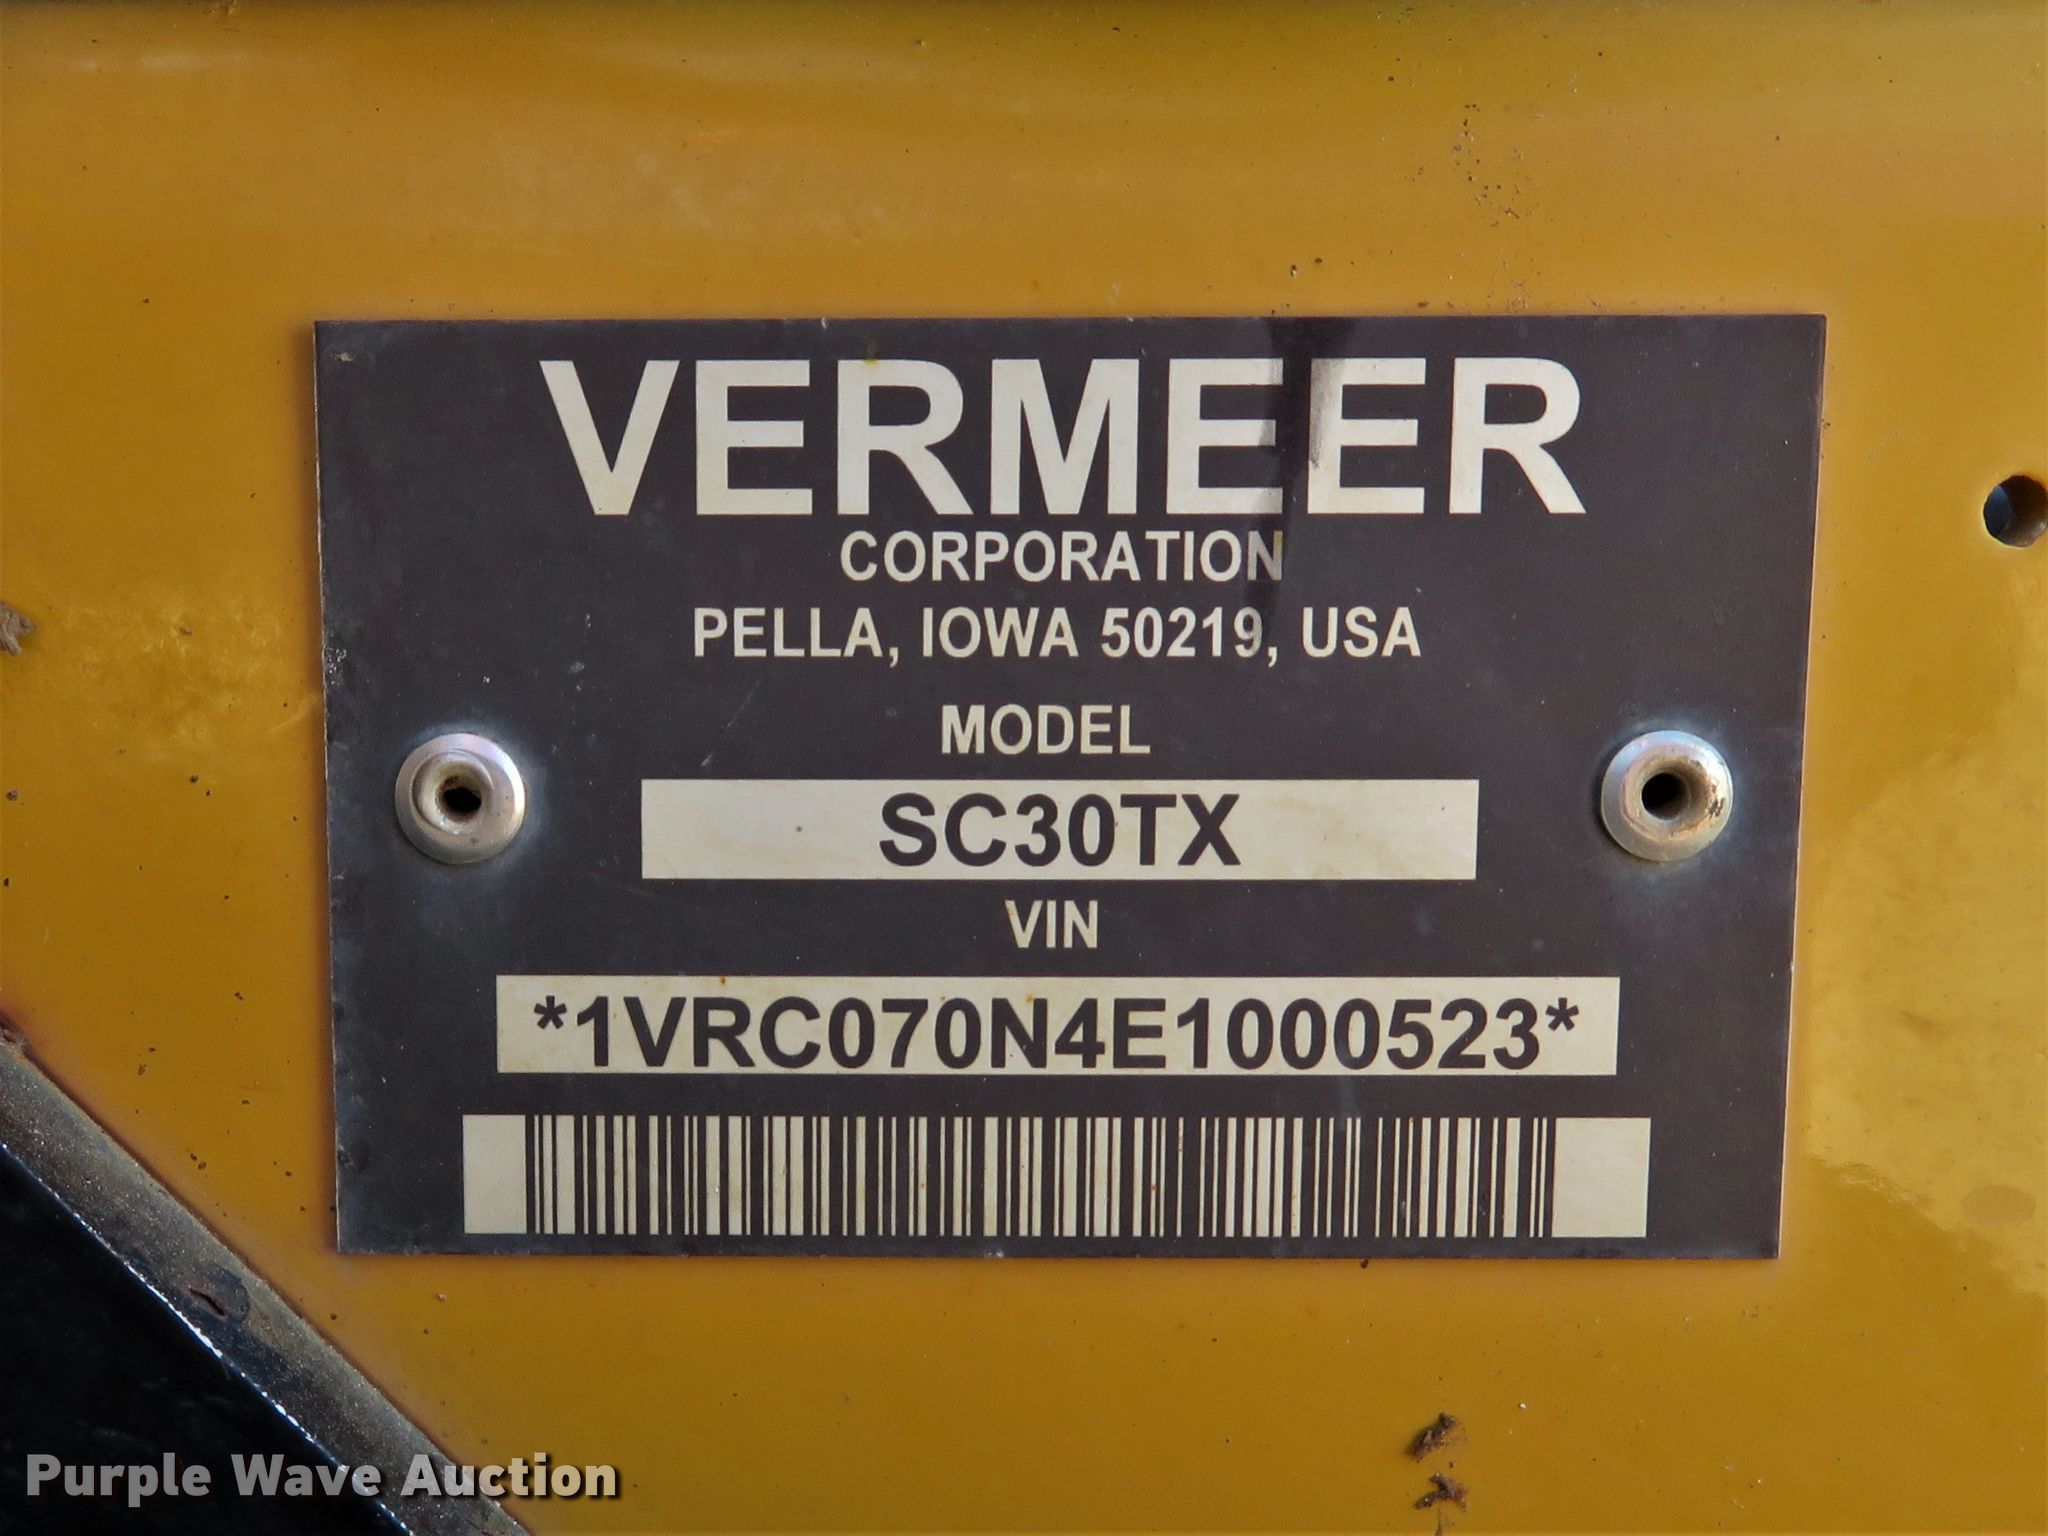 VERMEER
CORPORATION
PELLA, IOWA 50219, USA
MODEL
SC30TX
VIN
*1VRC070N4E1000523*
Purple Wave Auction